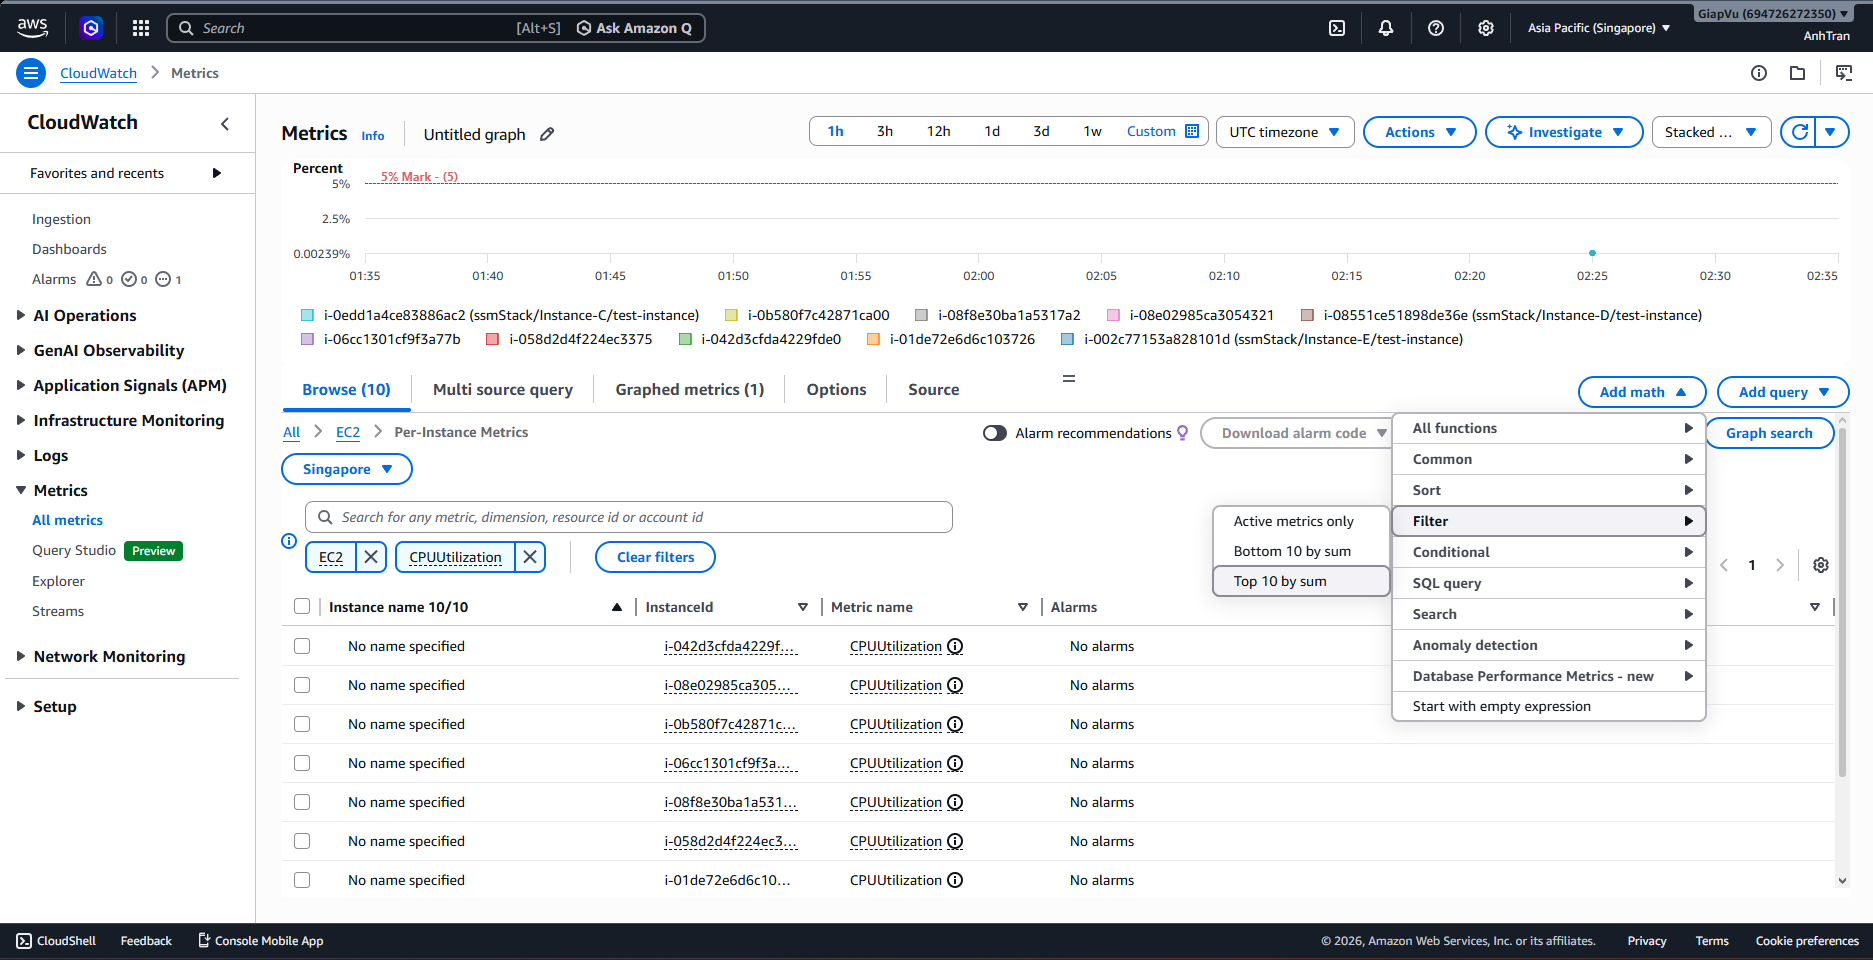 aws
Search [Alt+S] Ask Amazon Q
Asia Pacific (Singapore)
GiapVu (694726272350)
AnhTran
CloudWatch
Metrics
CloudWatch
Favorites and recents
Ingestion
Dashboards
Alarms 0 0 1
AI Operations
GenAI Observability
Application Signals (APM)
Infrastructure Monitoring
Logs
Metrics
All metrics
Query Studio Preview
Explorer
Streams
Network Monitoring
Setup
Metrics Info Untitled graph
1h 3h 12h 1d 3d 1w Custom UTC timezone Actions Investigate Stacked ...
Percent
5% Mark - (5)
5%
2.5%
0.00239%
01:35 01:40 01:45 01:50 01:55 02:00 02:05 02:10 02:15 02:20 02:25 02:30 02:35
i-0edd1a4ce83886ac2 (ssmStack/Instance-C/test-instance) i-0b580f7c42871ca00 i-08f8e30ba1a5317a2 i-08e02985ca3054321 i-08551ce51898de36e (ssmStack/Instance-D/test-instance)
i-06cc1301cf9f3a77b i-058d2d4f224ec3375 i-042d3cfda4229fde0 i-01de72e6d6c103726 i-002c77153a828101d (ssmStack/Instance-E/test-instance)
Browse (10) Multi source query Graphed metrics (1) Options Source Add math Add query
All EC2 Per-Instance Metrics Alarm recommendations Download alarm code Graph search
Singapore
Search for any metric, dimension, resource id or account id
EC2 CPUUtilization Clear filters
1
All functions
Common
Sort
Filter
Conditional
SQL query
Search
Anomaly detection
Database Performance Metrics - new
Start with empty expression
Active metrics only
Bottom 10 by sum
Top 10 by sum
Instance name 10/10 InstanceId Metric name Alarms
No name specified i-042d3cfda4229f... CPUUtilization No alarms
No name specified i-08e02985ca305... CPUUtilization No alarms
No name specified i-0b580f7c42871c... CPUUtilization No alarms
No name specified i-06cc1301cf9f3a... CPUUtilization No alarms
No name specified i-08f8e30ba1a531... CPUUtilization No alarms
No name specified i-058d2d4f224ec3... CPUUtilization No alarms
No name specified i-01de72e6d6c10... CPUUtilization No alarms
CloudShell Feedback Console Mobile App © 2026, Amazon Web Services, Inc. or its affiliates. Privacy Terms Cookie preferences